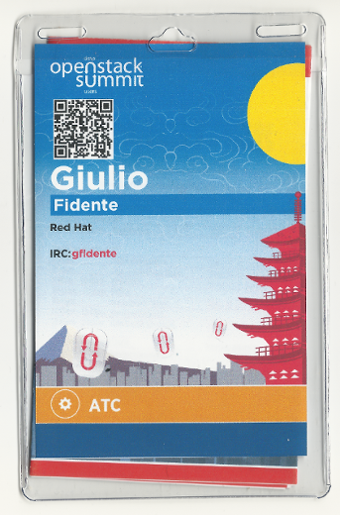 openstack
summit
Giulio
Fidente
Red Hat
IRC:gfidente
ATC